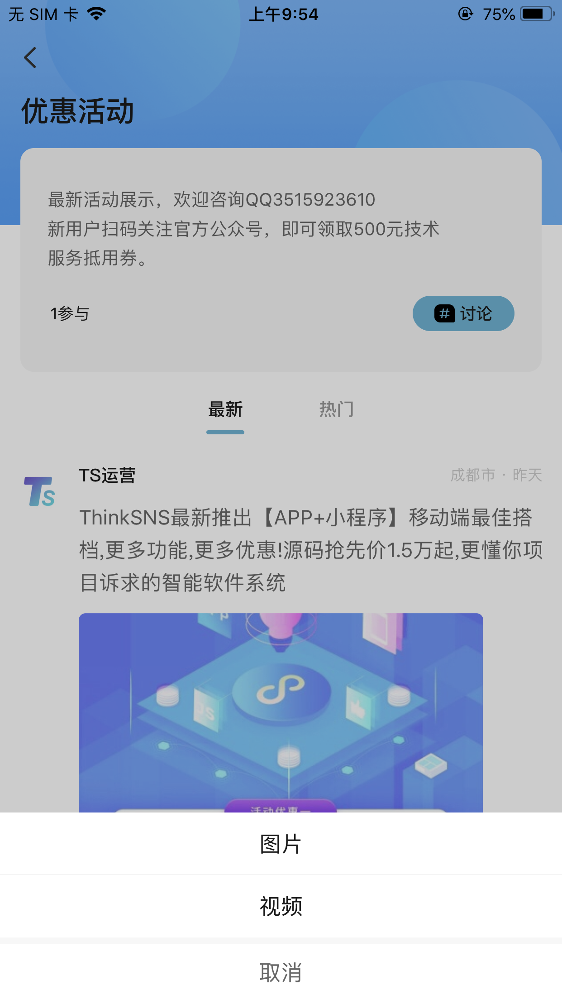 无 SIM 卡 上午9:54 75%
优惠活动
最新活动展示，欢迎咨询QQ3515923610
新用户扫码关注官方公众号，即可领取500元技术
服务抵用券。
1参与 # 讨论
最新 热门
TS运营 成都市 · 昨天
TS
ThinkSNS最新推出【APP+小程序】移动端最佳搭
档,更多功能,更多优惠!源码抢先价1.5万起,更懂你项
目诉求的智能软件系统
JS
活动优惠一
图片
视频
取消